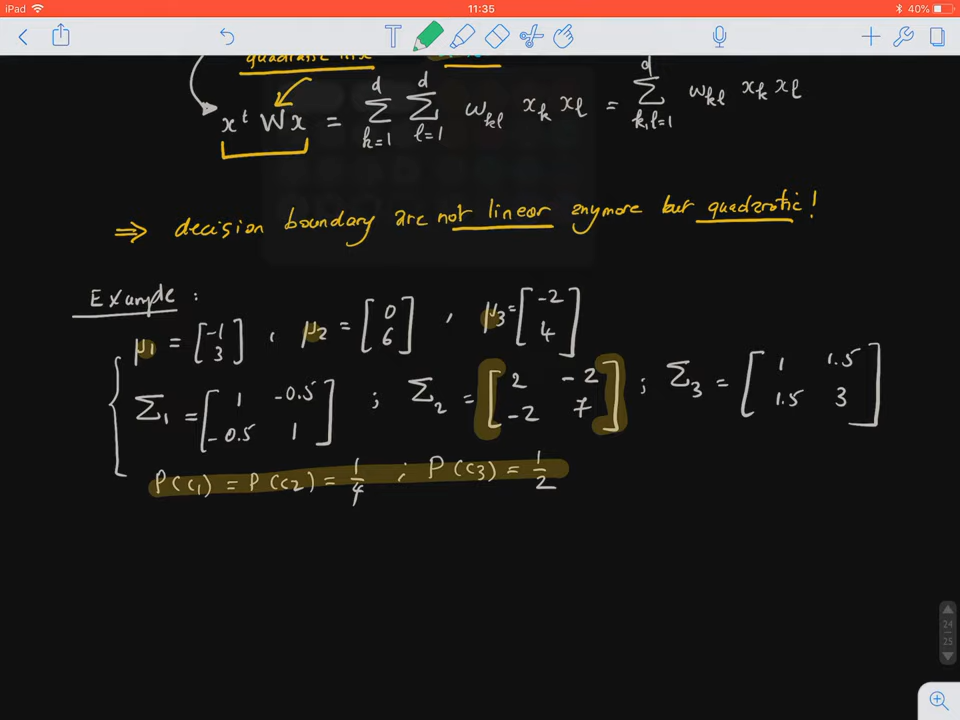 iPad 11:35 40%
T
quadratic
x^t W x = Σ_{k=1}^{d} Σ_{l=1}^{d} w_{kl} x_k x_l = Σ_{k,l=1}^{d} w_{kl} x_k x_l
⇒ decision boundary are not linear anymore but quadratic!
Example :
μ1 = [-1 3] , μ2 = [0 6] , μ3 = [-2 4]
Σ1 = [1 -0.5 -0.5 1] ; Σ2 = [2 -2 -2 7] ; Σ3 = [1 1.5 1.5 3]
P(c1) = P(c2) = 1/4 ; P(c3) = 1/2
24
25